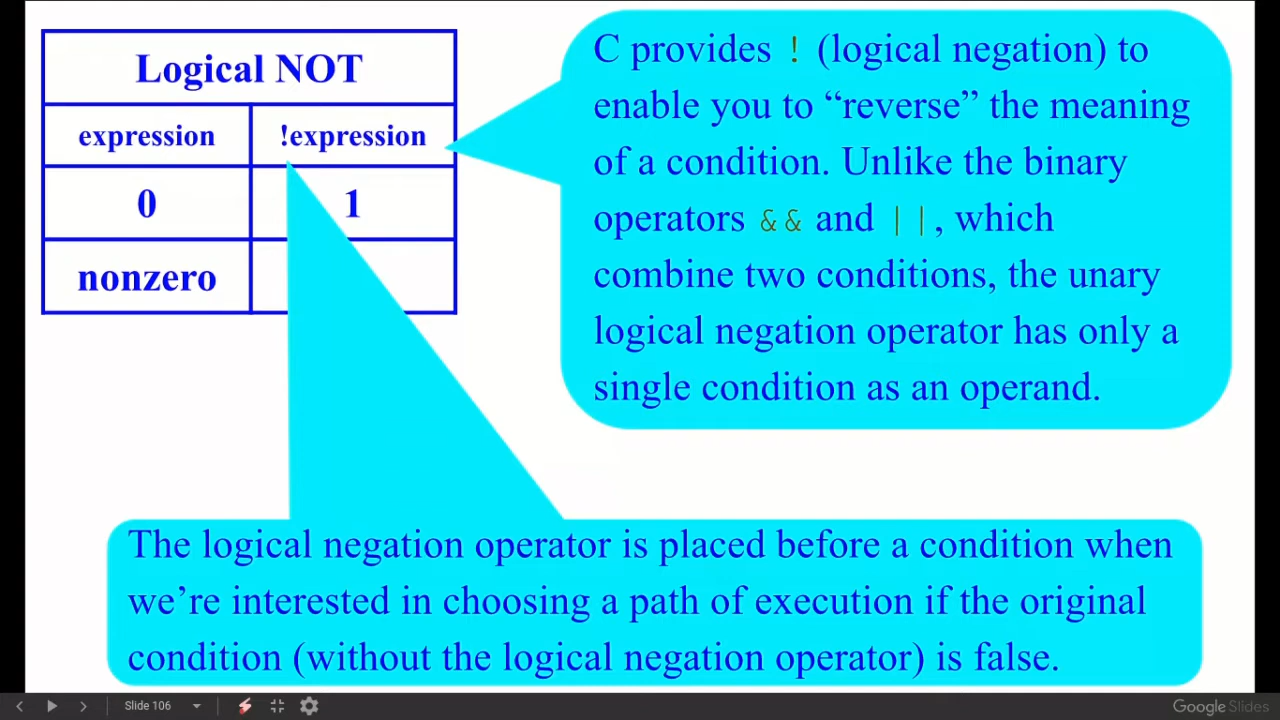 Logical NOT
expression !expression
0 1
nonzero
C provides ! (logical negation) to
enable you to “reverse” the meaning
of a condition. Unlike the binary
operators && and ||, which
combine two conditions, the unary
logical negation operator has only a
single condition as an operand.
The logical negation operator is placed before a condition when
we’re interested in choosing a path of execution if the original
condition (without the logical negation operator) is false.
Slide 106
Google Slides